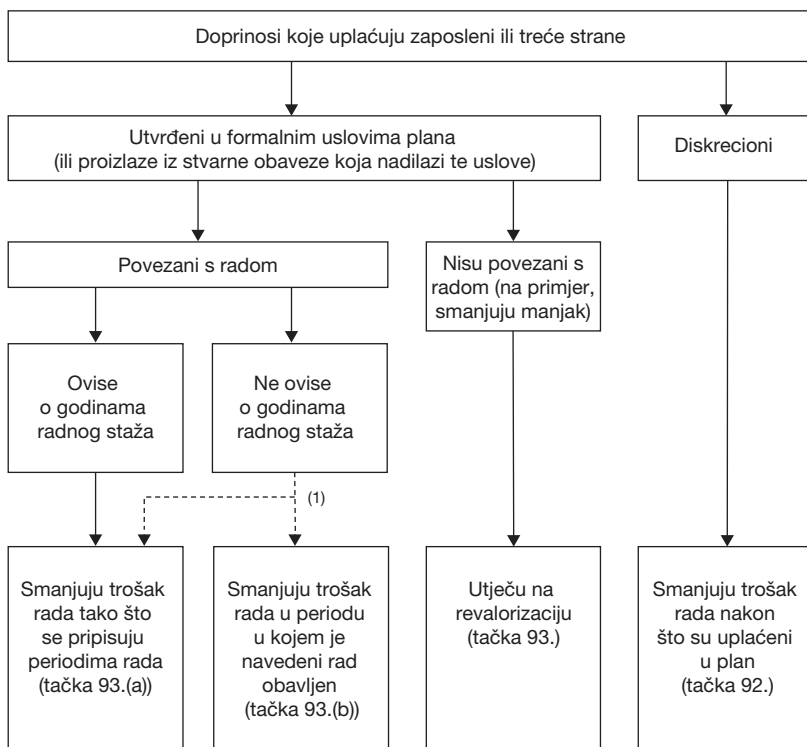 Doprinosi koje uplaćuju zaposleni ili treće strane
Utvrđeni u formalnim uslovima plana
(ili proizlaze iz stvarne obaveze koja nadilazi te uslove)
Diskrecioni
Povezani s radom
Nisu povezani s
radom (na primjer,
smanjuju manjak)
Ovise
o godinama
radnog staža
Ne ovise
o godinama
radnog staža
(1)
Smanjuju trošak
rada tako što
se pripisuju
periodima rada
(tačka 93.(a))
Smanjuju trošak
rada u periodu
u kojem je
navedeni rad
obavljen
(tačka 93.(b))
Utječu na
revalorizaciju
(tačka 93.)
Smanjuju trošak
rada nakon
što su uplaćeni
u plan
(tačka 92.)